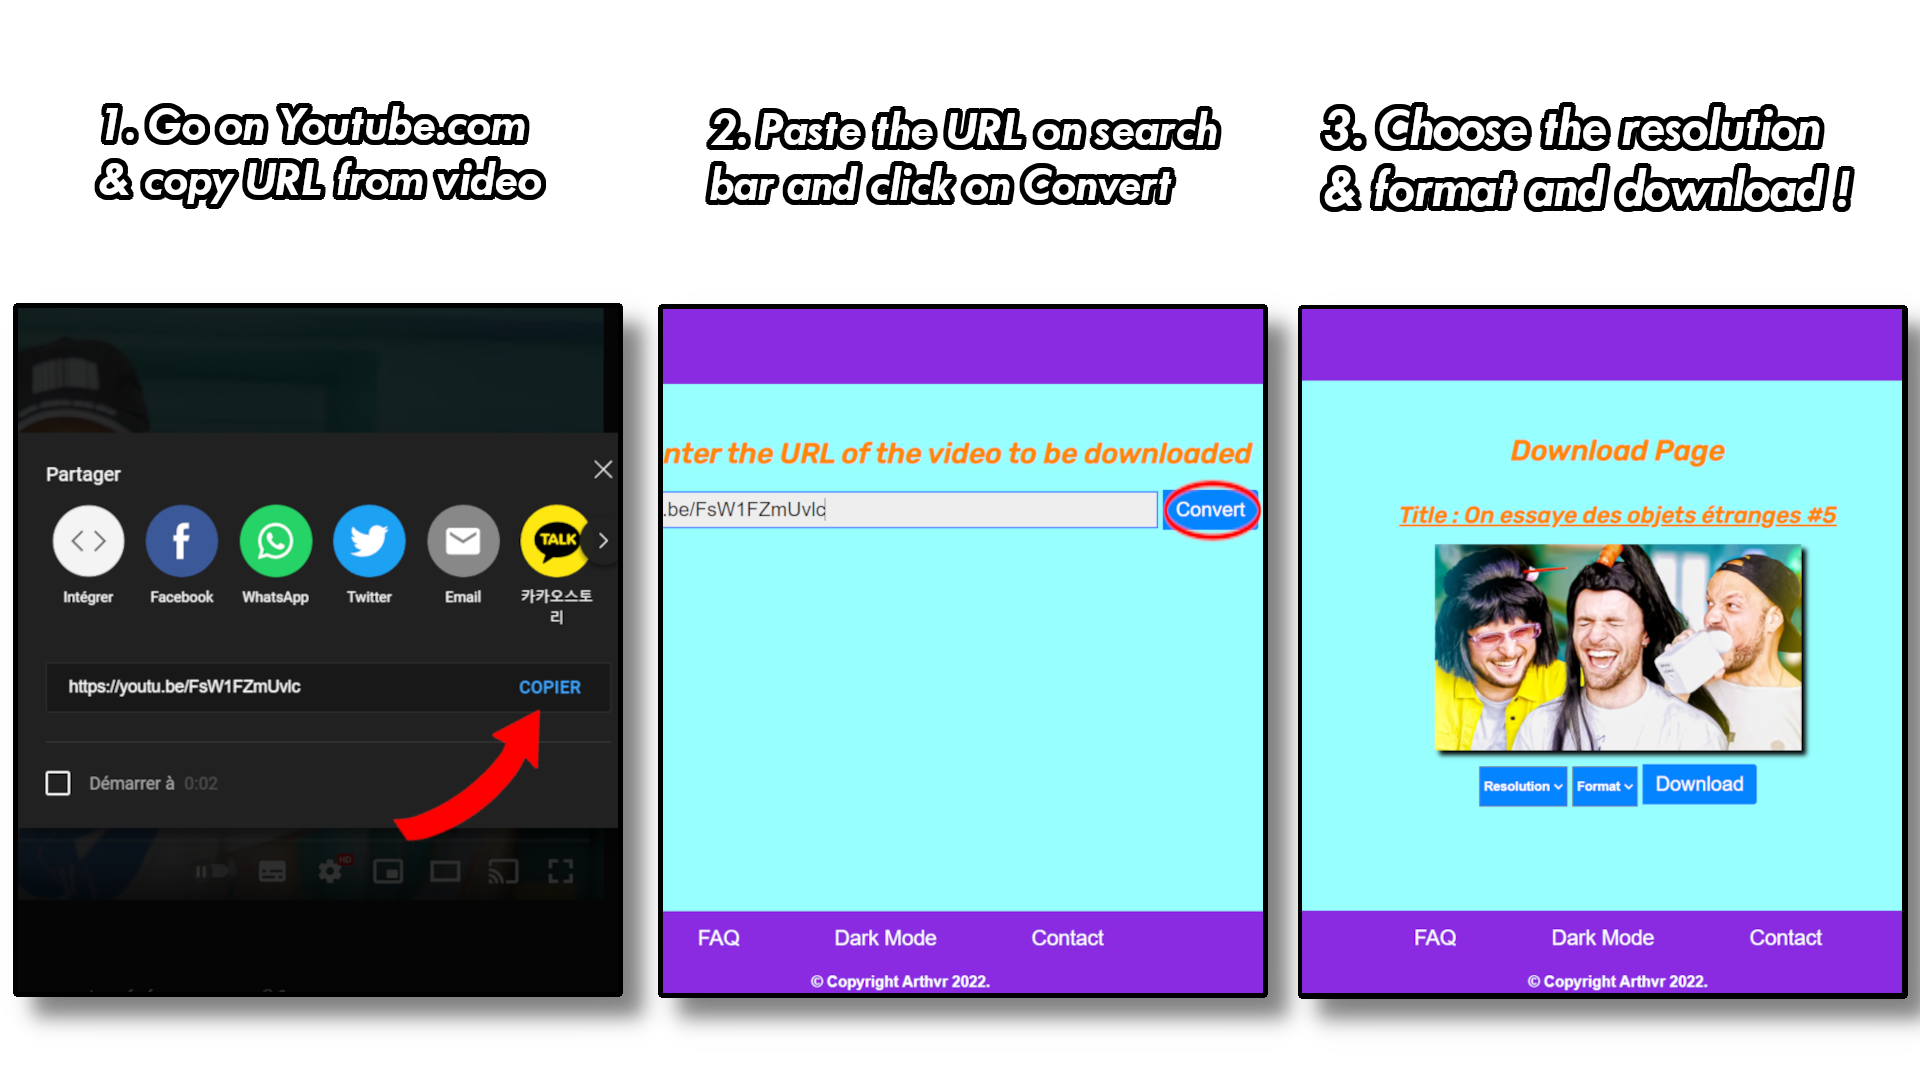 1. Go on Youtube.com
& copy URL from video
2. Paste the URL on search
bar and click on Convert
3. Choose the resolution
& format and download !
Partager
TALK
Intégrer
Facebook
WhatsApp
Twitter
Email
카카오스토
리
https://youtu.be/FsW1FZmUvlc
COPIER
Démarrer à 0:02
HD
nter the URL of the video to be downloaded
.be/FsW1FZmUvlc
Convert
FAQ
Dark Mode
Contact
© Copyright Arthvr 2022.
Download Page
Title : On essaye des objets étranges #5
Resolution
Format
Download
FAQ
Dark Mode
Contact
© Copyright Arthvr 2022.